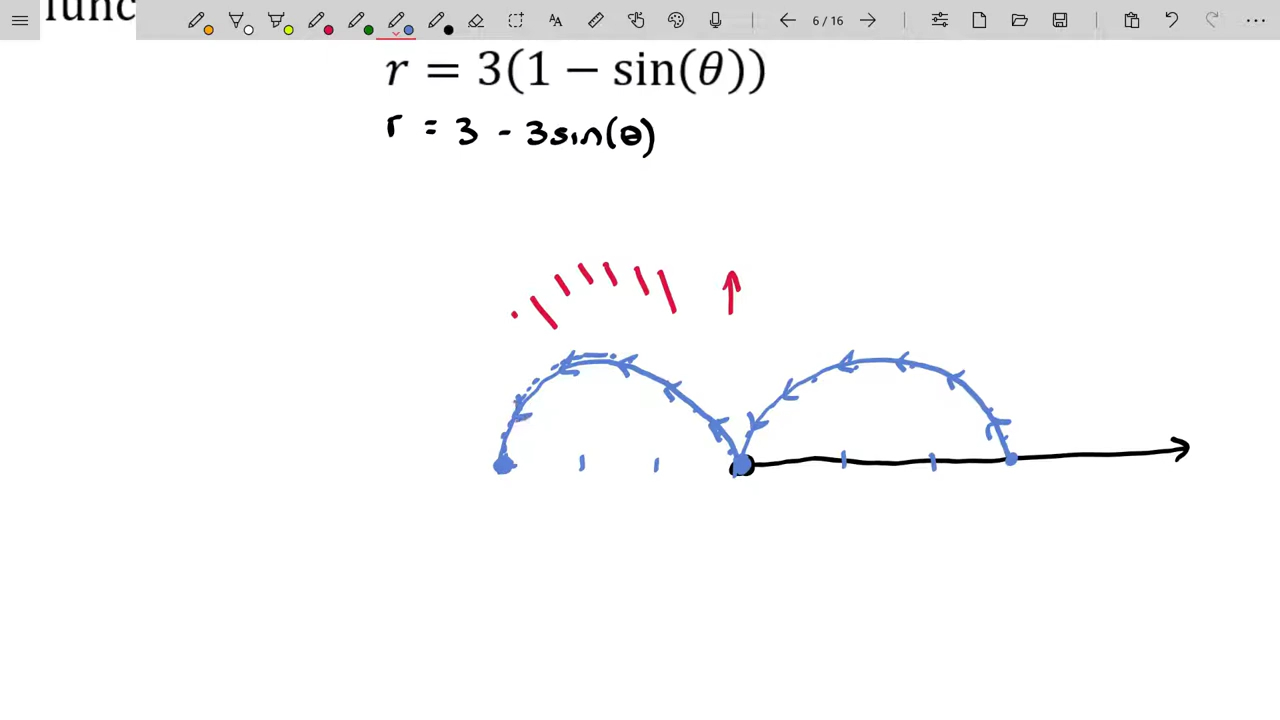 func
6 / 16
r = 3(1 − sin(θ))
r = 3 - 3sin(θ)